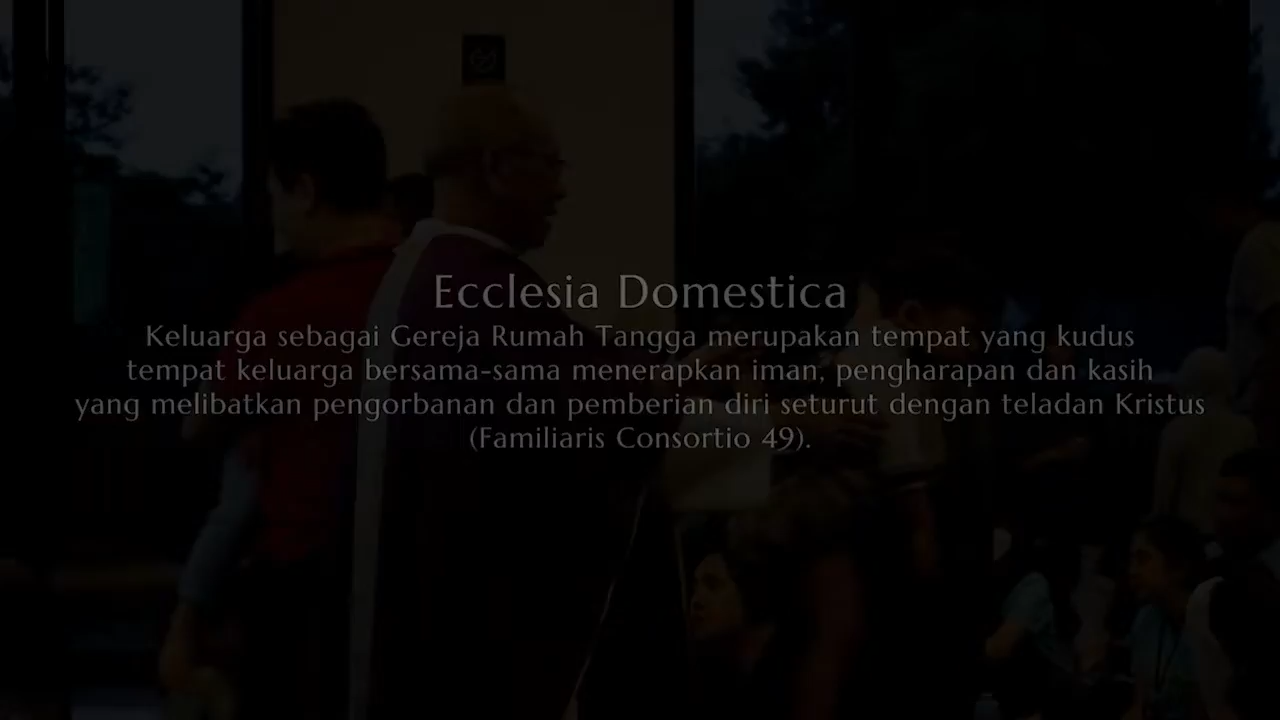 Ecclesia Domestica
Keluarga sebagai Gereja Rumah Tangga merupakan tempat yang kudus
tempat keluarga bersama-sama menerapkan iman, pengharapan dan kasih
yang melibatkan pengorbanan dan pemberian diri seturut dengan teladan Kristus
(Familiaris Consortio 49).